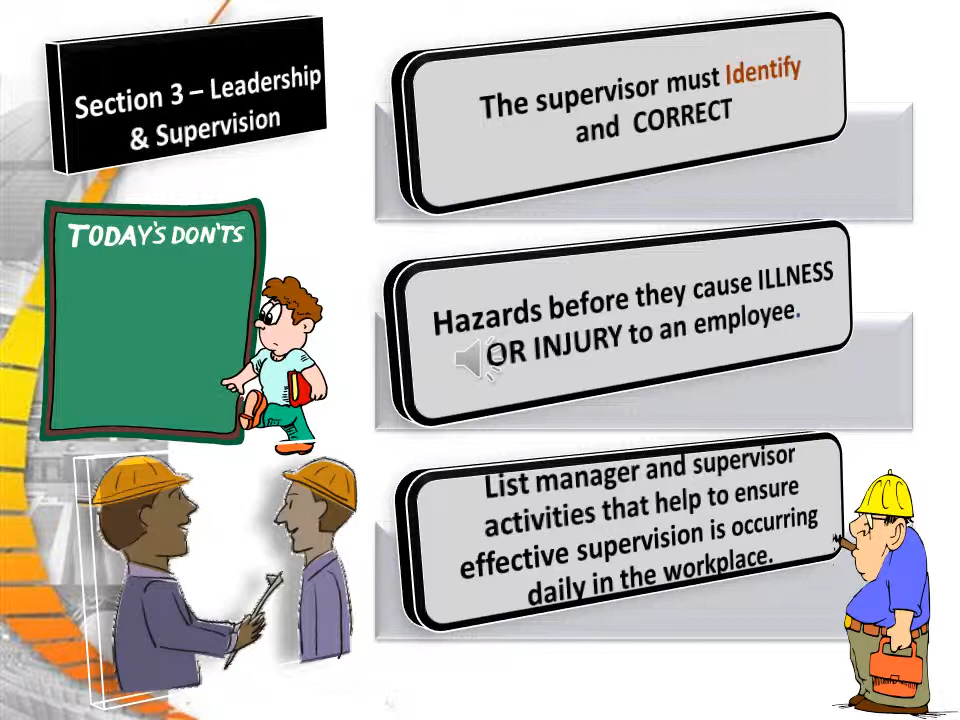 Section 3 – Leadership
& Supervision
The supervisor must Identify
and CORRECT
TODAY'S DON'TS
Hazards before they cause ILLNESS
OR INJURY to an employee.
List manager and supervisor
activities that help to ensure
effective supervision is occurring
daily in the workplace.